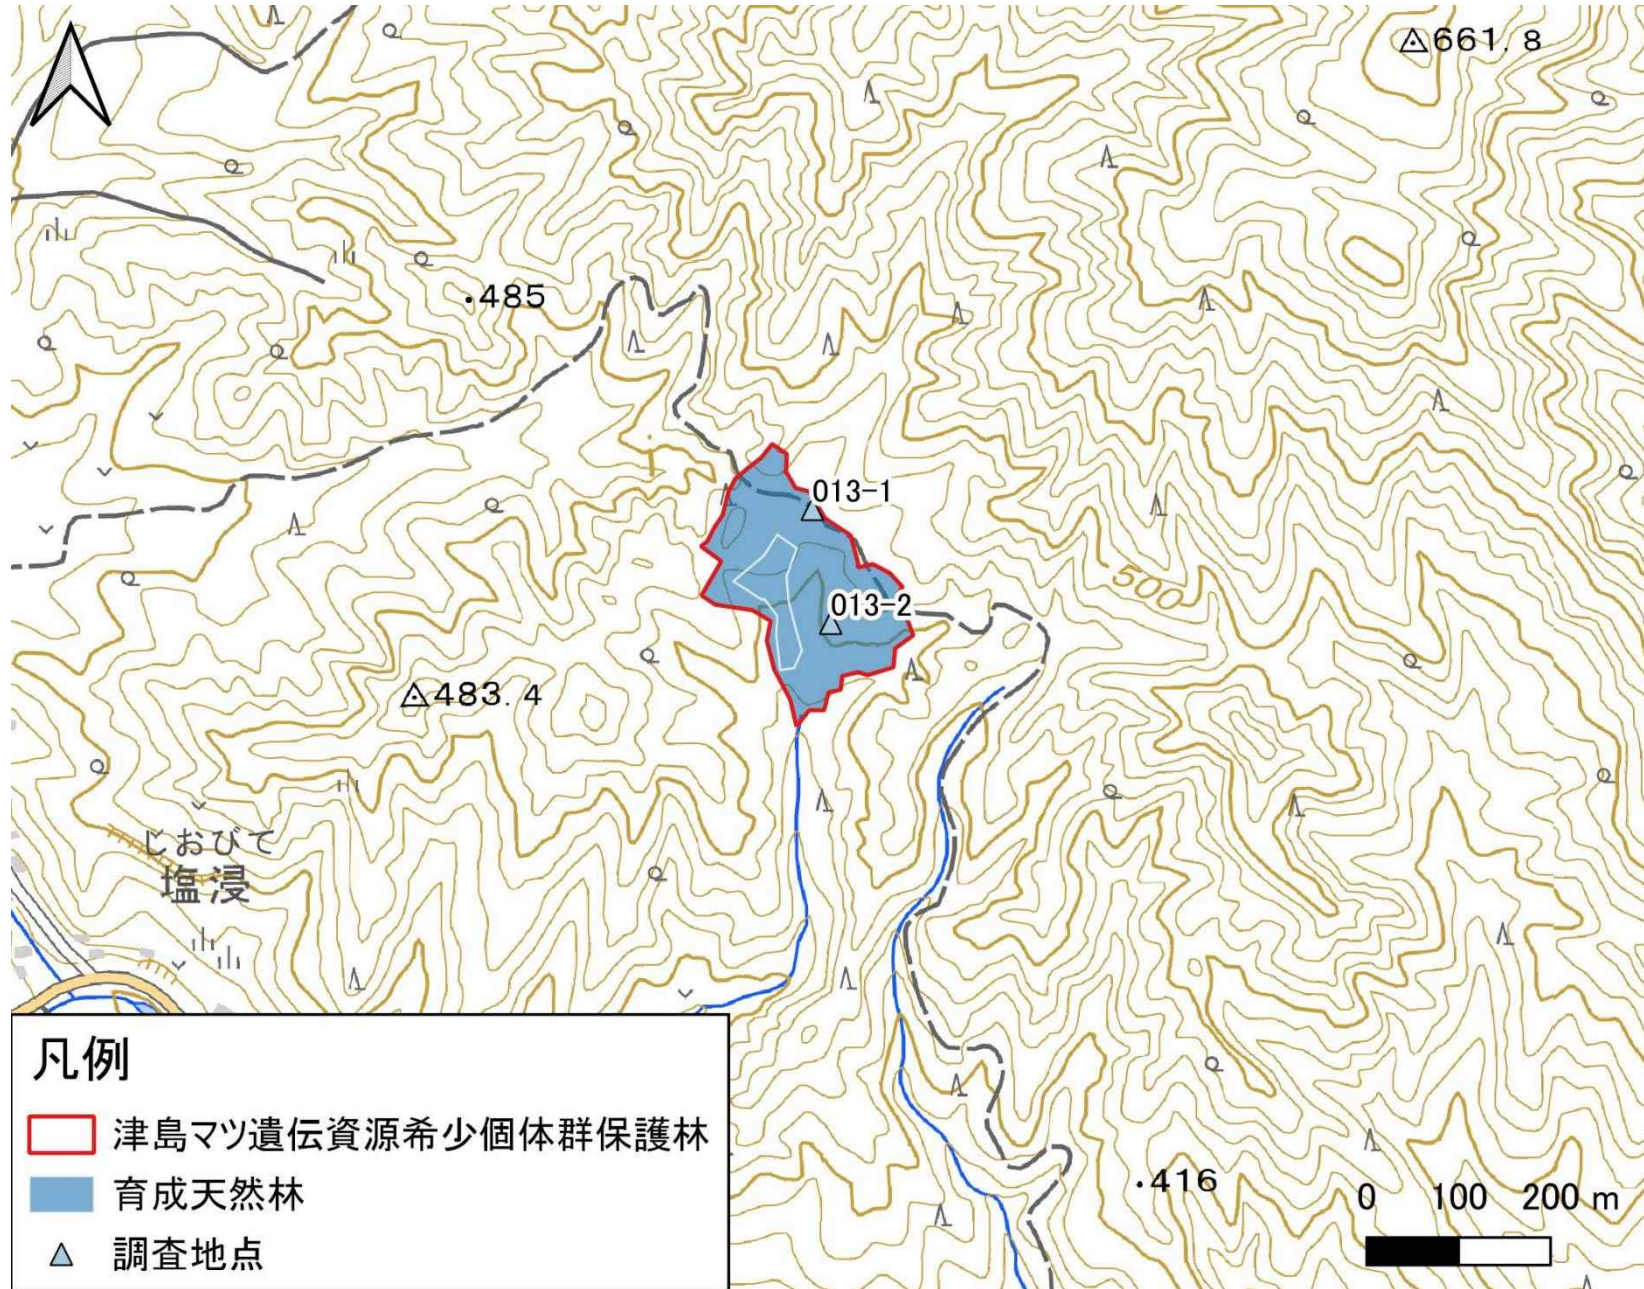 661.8
485
013-1
500
013-2
483.4
じおびて
塩浸
416
0 100 200 m
凡例
津島マツ遺伝資源希少個体群保護林
育成天然林
調査地点